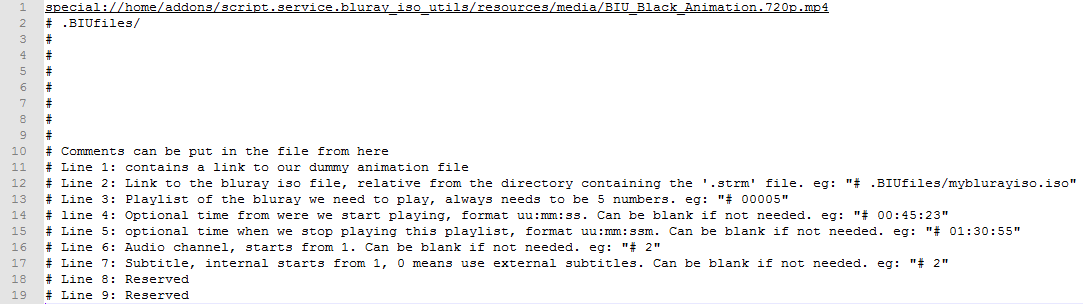 1 special://home/addons/script.service.bluray_iso_utils/resources/media/BIU_Black_Animation.720p.mp4
2 # .BIUfiles/
3 #
4 #
5 #
6 #
7 #
8 #
9 #
10 # Comments can be put in the file from here
11 # Line 1: contains a link to our dummy animation file
12 # Line 2: Link to the bluray iso file, relative from the directory containing the '.strm' file. eg: "# .BIUfiles/myblurayiso.iso"
13 # Line 3: Playlist of the bluray we need to play, always needs to be 5 numbers. eg: "# 00005"
14 # line 4: Optional time from were we start playing, format uu:mm:ss. Can be blank if not needed. eg: "# 00:45:23"
15 # Line 5: optional time when we stop playing this playlist, format uu:mm:ssm. Can be blank if not needed. eg: "# 01:30:55"
16 # Line 6: Audio channel, starts from 1. Can be blank if not needed. eg: "# 2"
17 # Line 7: Subtitle, internal starts from 1, 0 means use external subtitles. Can be blank if not needed. eg: "# 2"
18 # Line 8: Reserved
19 # Line 9: Reserved